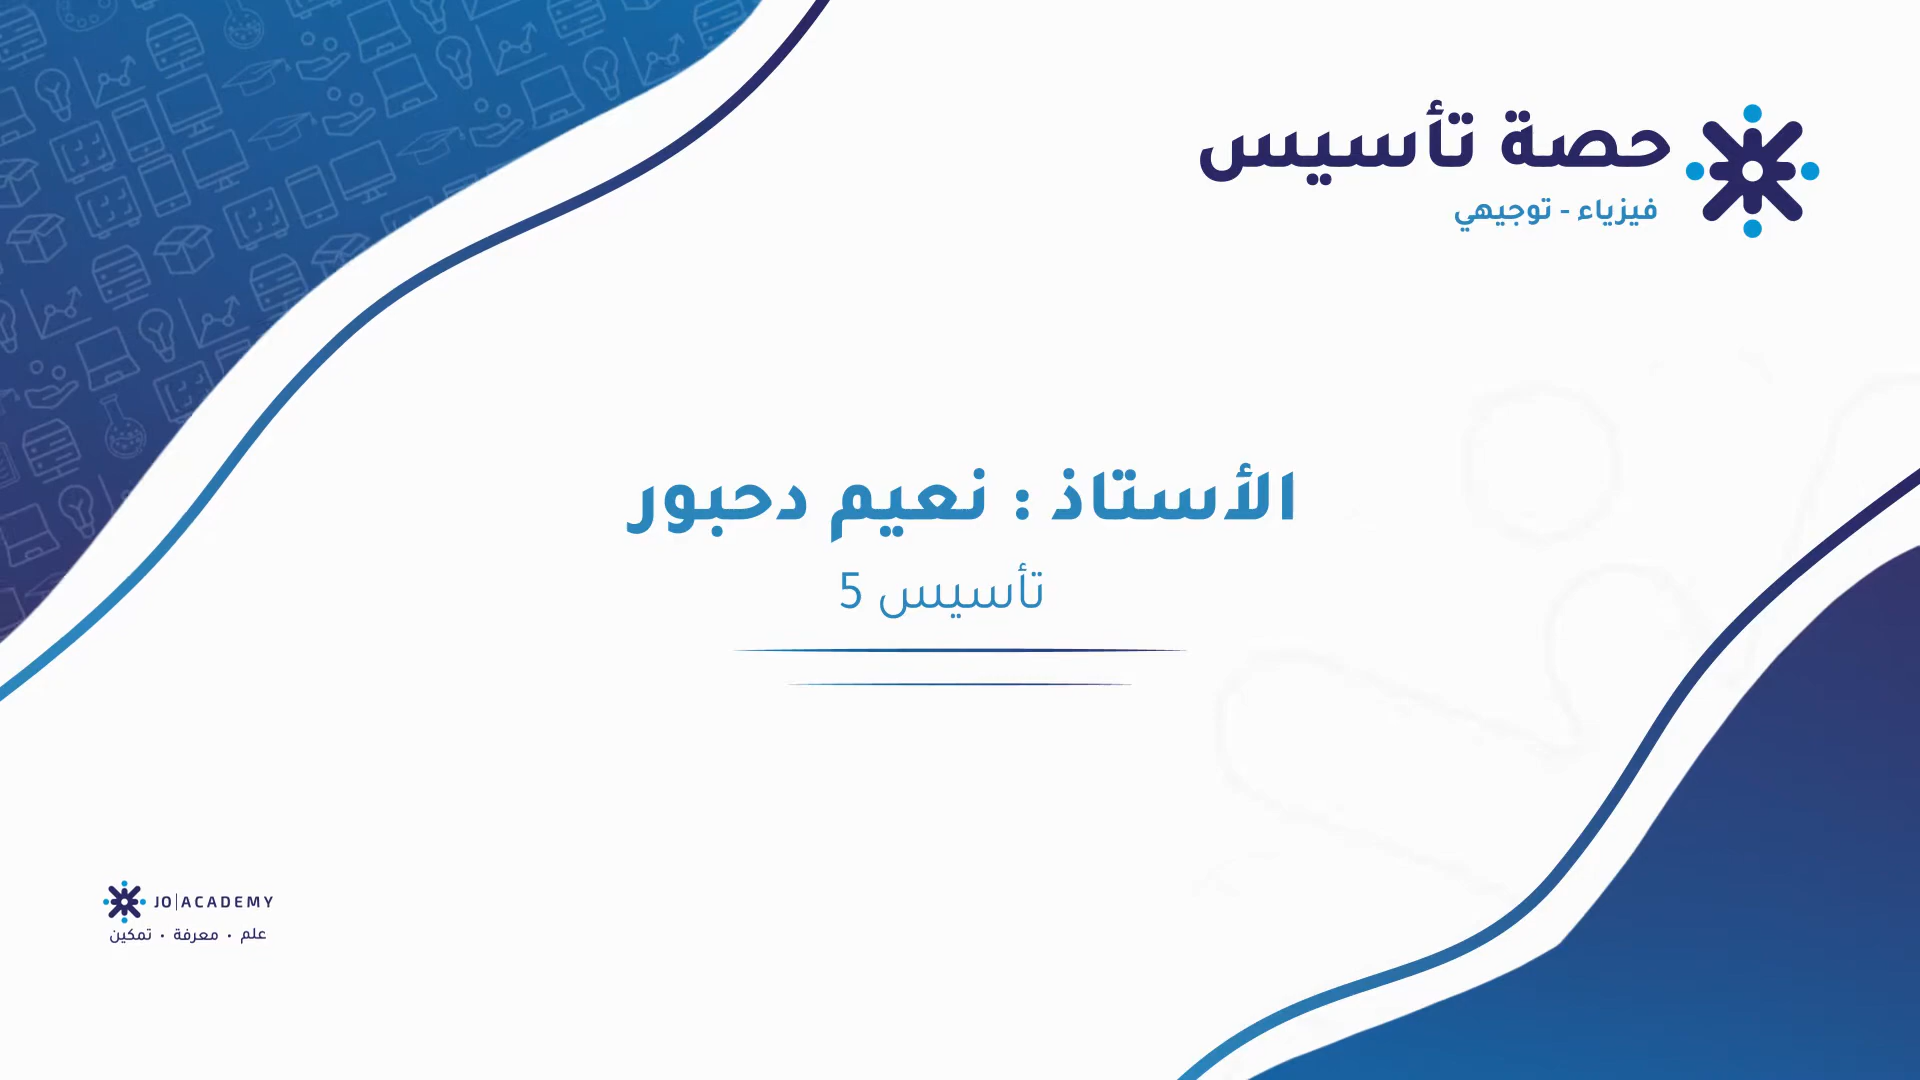 حصة تأسيس
فيزياء - توجيهي
الأستاذ : نعيم دحبور
تأسيس 5
JO|ACADEMY
علم · معرفة · تمكين